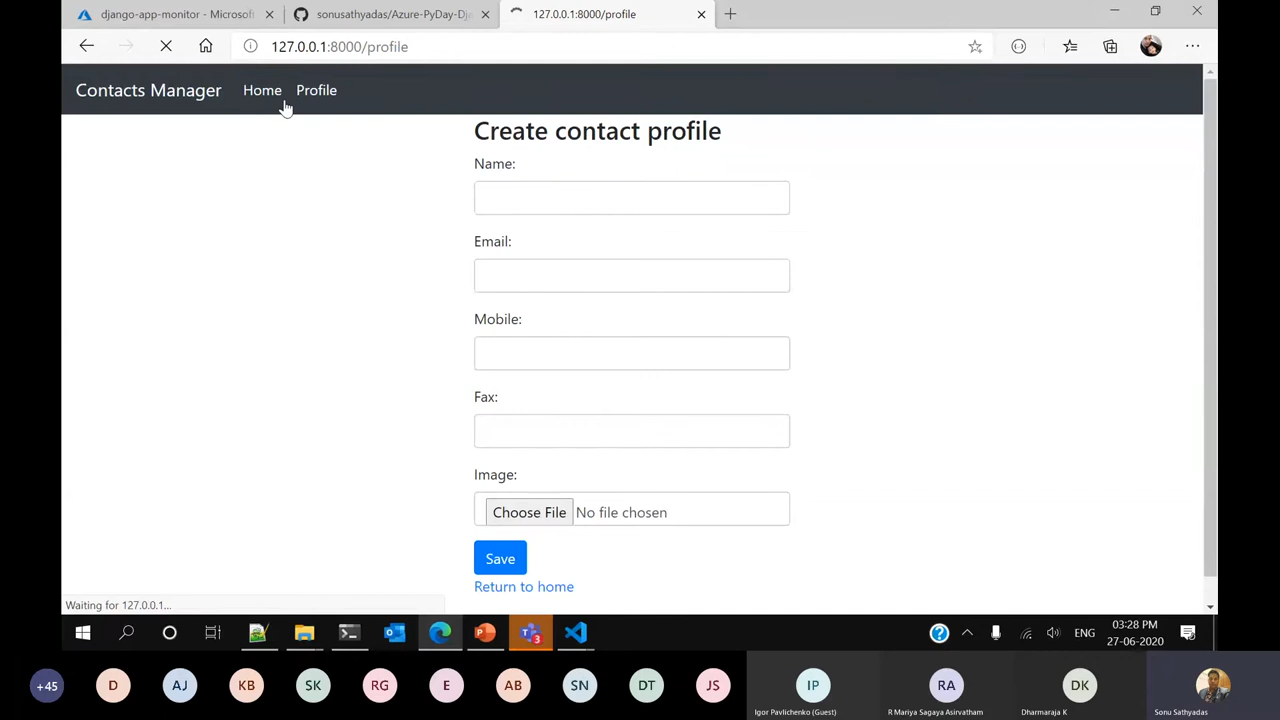 django-app-monitor - Microsof
sonusathyadas/Azure-PyDay-Dja
127.0.0.1:8000/profile
127.0.0.1:8000/profile
Contacts Manager
Home
Profile
Create contact profile
Name:
Email:
Mobile:
Fax:
Image:
Choose File No file chosen
Save
Return to home
Waiting for 127.0.0.1...
3
ENG
03:28 PM
27-06-2020
+45
D
AJ
KB
SK
RG
E
AB
SN
DT
JS
IP
Igor Pavlichenko (Guest)
RA
R Mariya Sagaya Asirvatham
DK
Dharmaraja K
Sonu Sathyadas